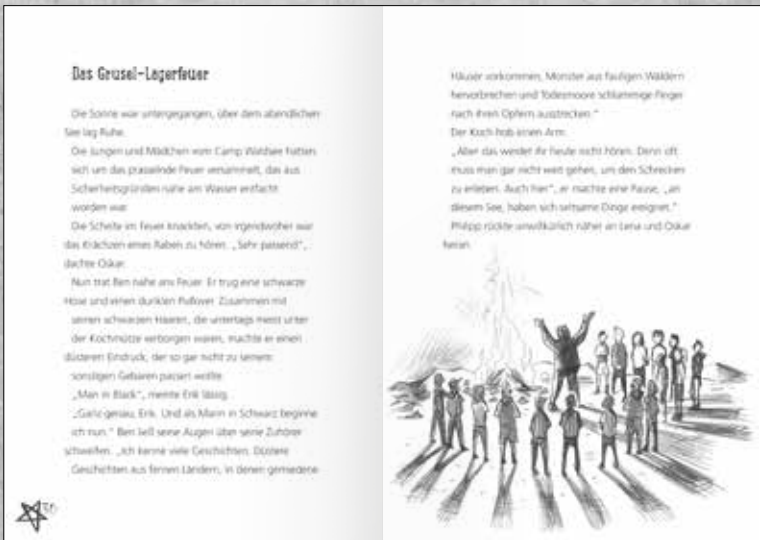 Das Grusel-Lagerfeuer
Die Sonne war untergegangen, über dem abendlichen
See lag Ruhe.
Die Jungen und Mädchen vom Camp Waldsee hatten
sich um das prasselnde Feuer versammelt, das aus
Sicherheitsgründen nahe am Wasser entfacht
worden war.
Die Scheite im Feuer knackten, von irgendwoher war
das Krächzen eines Raben zu hören. „Sehr passend",
dachte Oskar.
Nun trat Ben nahe ans Feuer. Er trug eine schwarze
Hose und einen dunklen Pullover. Zusammen mit
seinen schwarzen Haaren, die untertags meist unter
der Kochmütze verborgen waren, machte er einen
düsteren Eindruck, der so gar nicht zu seinem
sonstigen Gebaren passen wollte.
„Man in Black", meinte Erik lässig.
„Ganz genau, Erik. Und als Mann in Schwarz beginne
ich nun." Ben ließ seine Augen über seine Zuhörer
schweifen. „Ich kenne viele Geschichten. Düstere
Geschichten aus fernen Ländern, in denen gemiedene
Häuser vorkommen, Monster aus fauligen Wäldern
hervorbrechen und Todesmoore schlammige Finger
nach ihren Opfern ausstrecken."
Der Koch hob einen Arm.
„Aber das werdet ihr heute nicht hören. Denn oft
muss man gar nicht weit gehen, um den Schrecken
zu erleben. Auch hier", er machte eine Pause, „an
diesem See, haben sich seltsame Dinge ereignet."
Philipp rückte unwillkürlich näher an Lena und Oskar
heran.